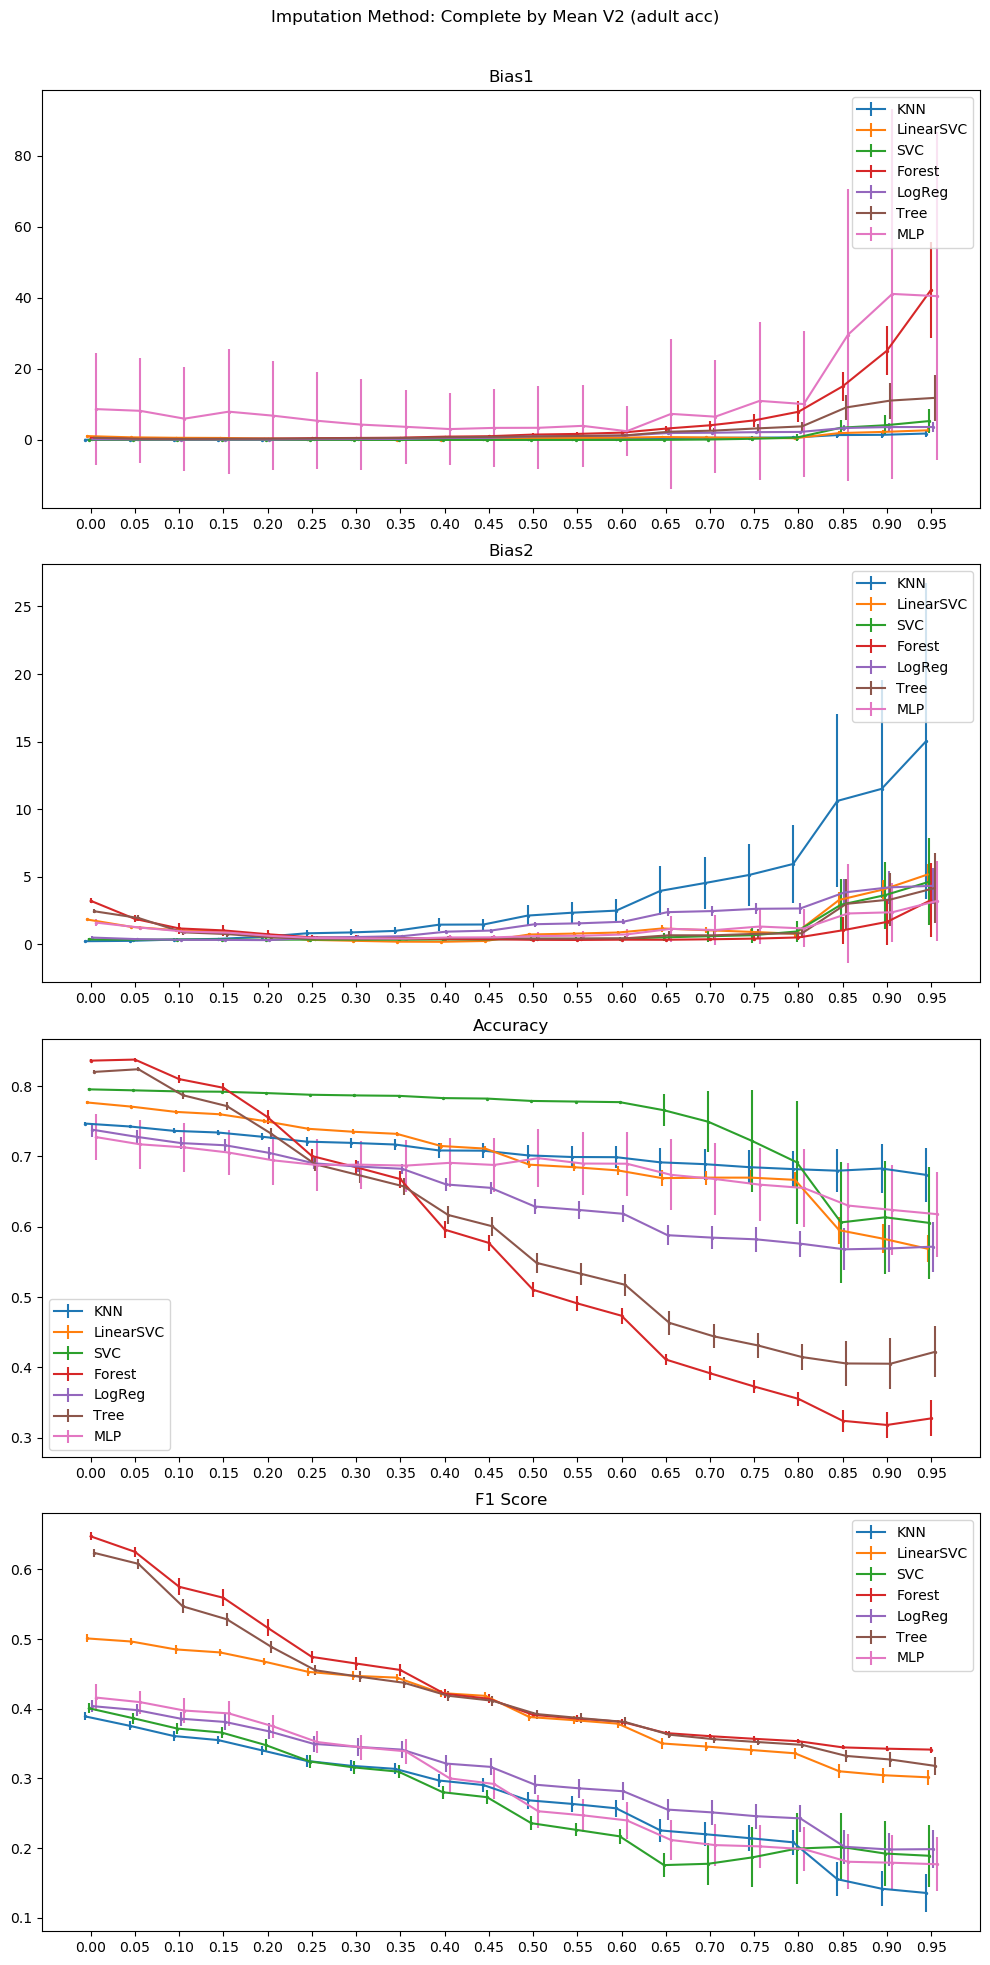 Imputation Method: Complete by Mean V2 (adult acc)
Bias1
80
60
40
20
0
KNN
LinearSVC
SVC
Forest
LogReg
Tree
MLP
0.00 0.05 0.10 0.15 0.20 0.25 0.30 0.35 0.40 0.45 0.50 0.55 0.60 0.65 0.70 0.75 0.80 0.85 0.90 0.95
Bias2
25
20
15
10
5
0
KNN
LinearSVC
SVC
Forest
LogReg
Tree
MLP
0.00 0.05 0.10 0.15 0.20 0.25 0.30 0.35 0.40 0.45 0.50 0.55 0.60 0.65 0.70 0.75 0.80 0.85 0.90 0.95
Accuracy
0.8
0.7
0.6
0.5
0.4
0.3
KNN
LinearSVC
SVC
Forest
LogReg
Tree
MLP
0.00 0.05 0.10 0.15 0.20 0.25 0.30 0.35 0.40 0.45 0.50 0.55 0.60 0.65 0.70 0.75 0.80 0.85 0.90 0.95
F1 Score
0.6
0.5
0.4
0.3
0.2
0.1
KNN
LinearSVC
SVC
Forest
LogReg
Tree
MLP
0.00 0.05 0.10 0.15 0.20 0.25 0.30 0.35 0.40 0.45 0.50 0.55 0.60 0.65 0.70 0.75 0.80 0.85 0.90 0.95